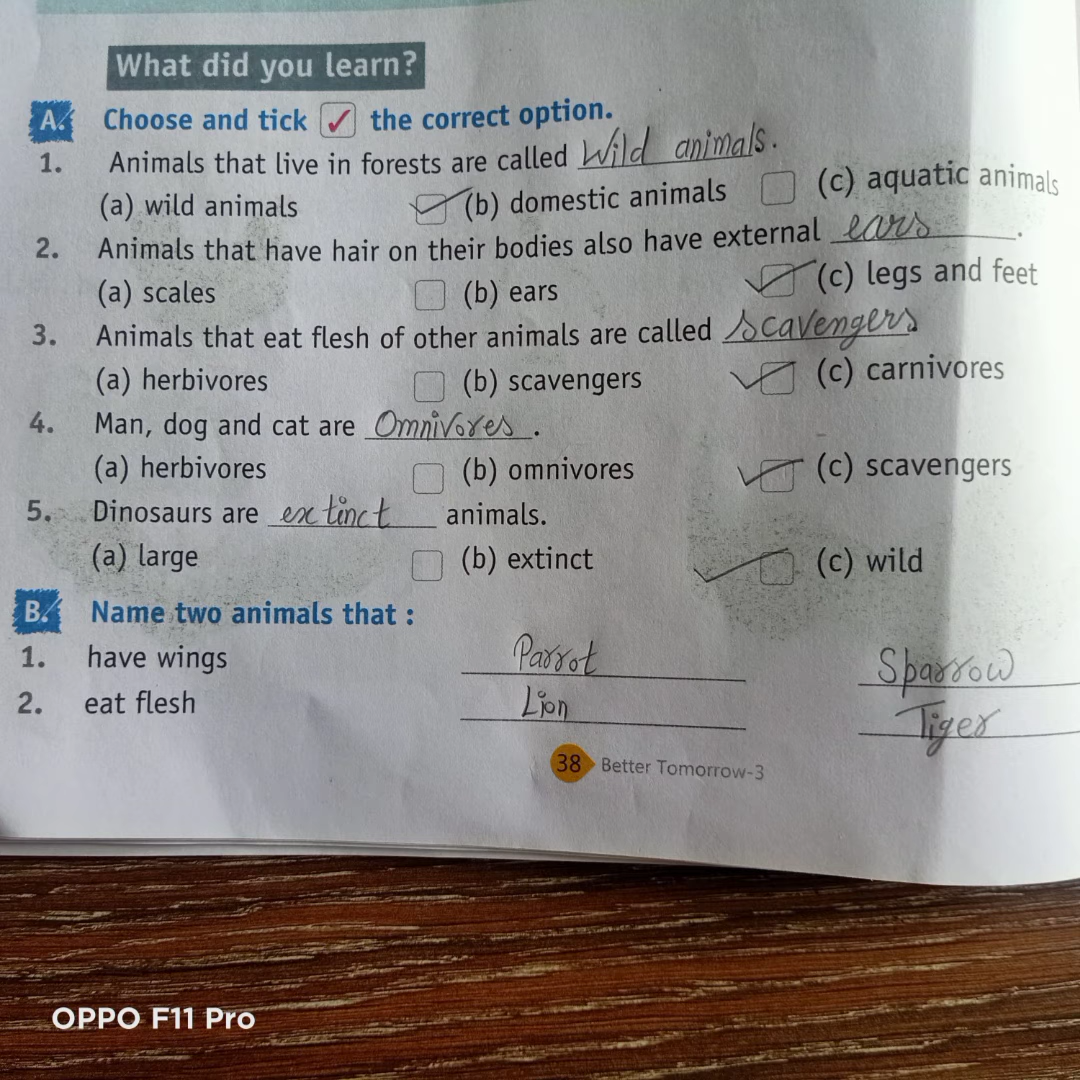 What did you learn?
A. Choose and tick ✓ the correct option.
1. Animals that live in forests are called Wild animals.
(a) wild animals (b) domestic animals (c) aquatic animals
2. Animals that have hair on their bodies also have external ears.
(a) scales (b) ears (c) legs and feet
3. Animals that eat flesh of other animals are called Scavengers
(a) herbivores (b) scavengers (c) carnivores
4. Man, dog and cat are Omnivores.
(a) herbivores (b) omnivores (c) scavengers
5. Dinosaurs are extinct animals.
(a) large (b) extinct (c) wild
B. Name two animals that :
1. have wings Parrot Sparrow
2. eat flesh Lion Tiger
38 Better Tomorrow-3
OPPO F11 Pro